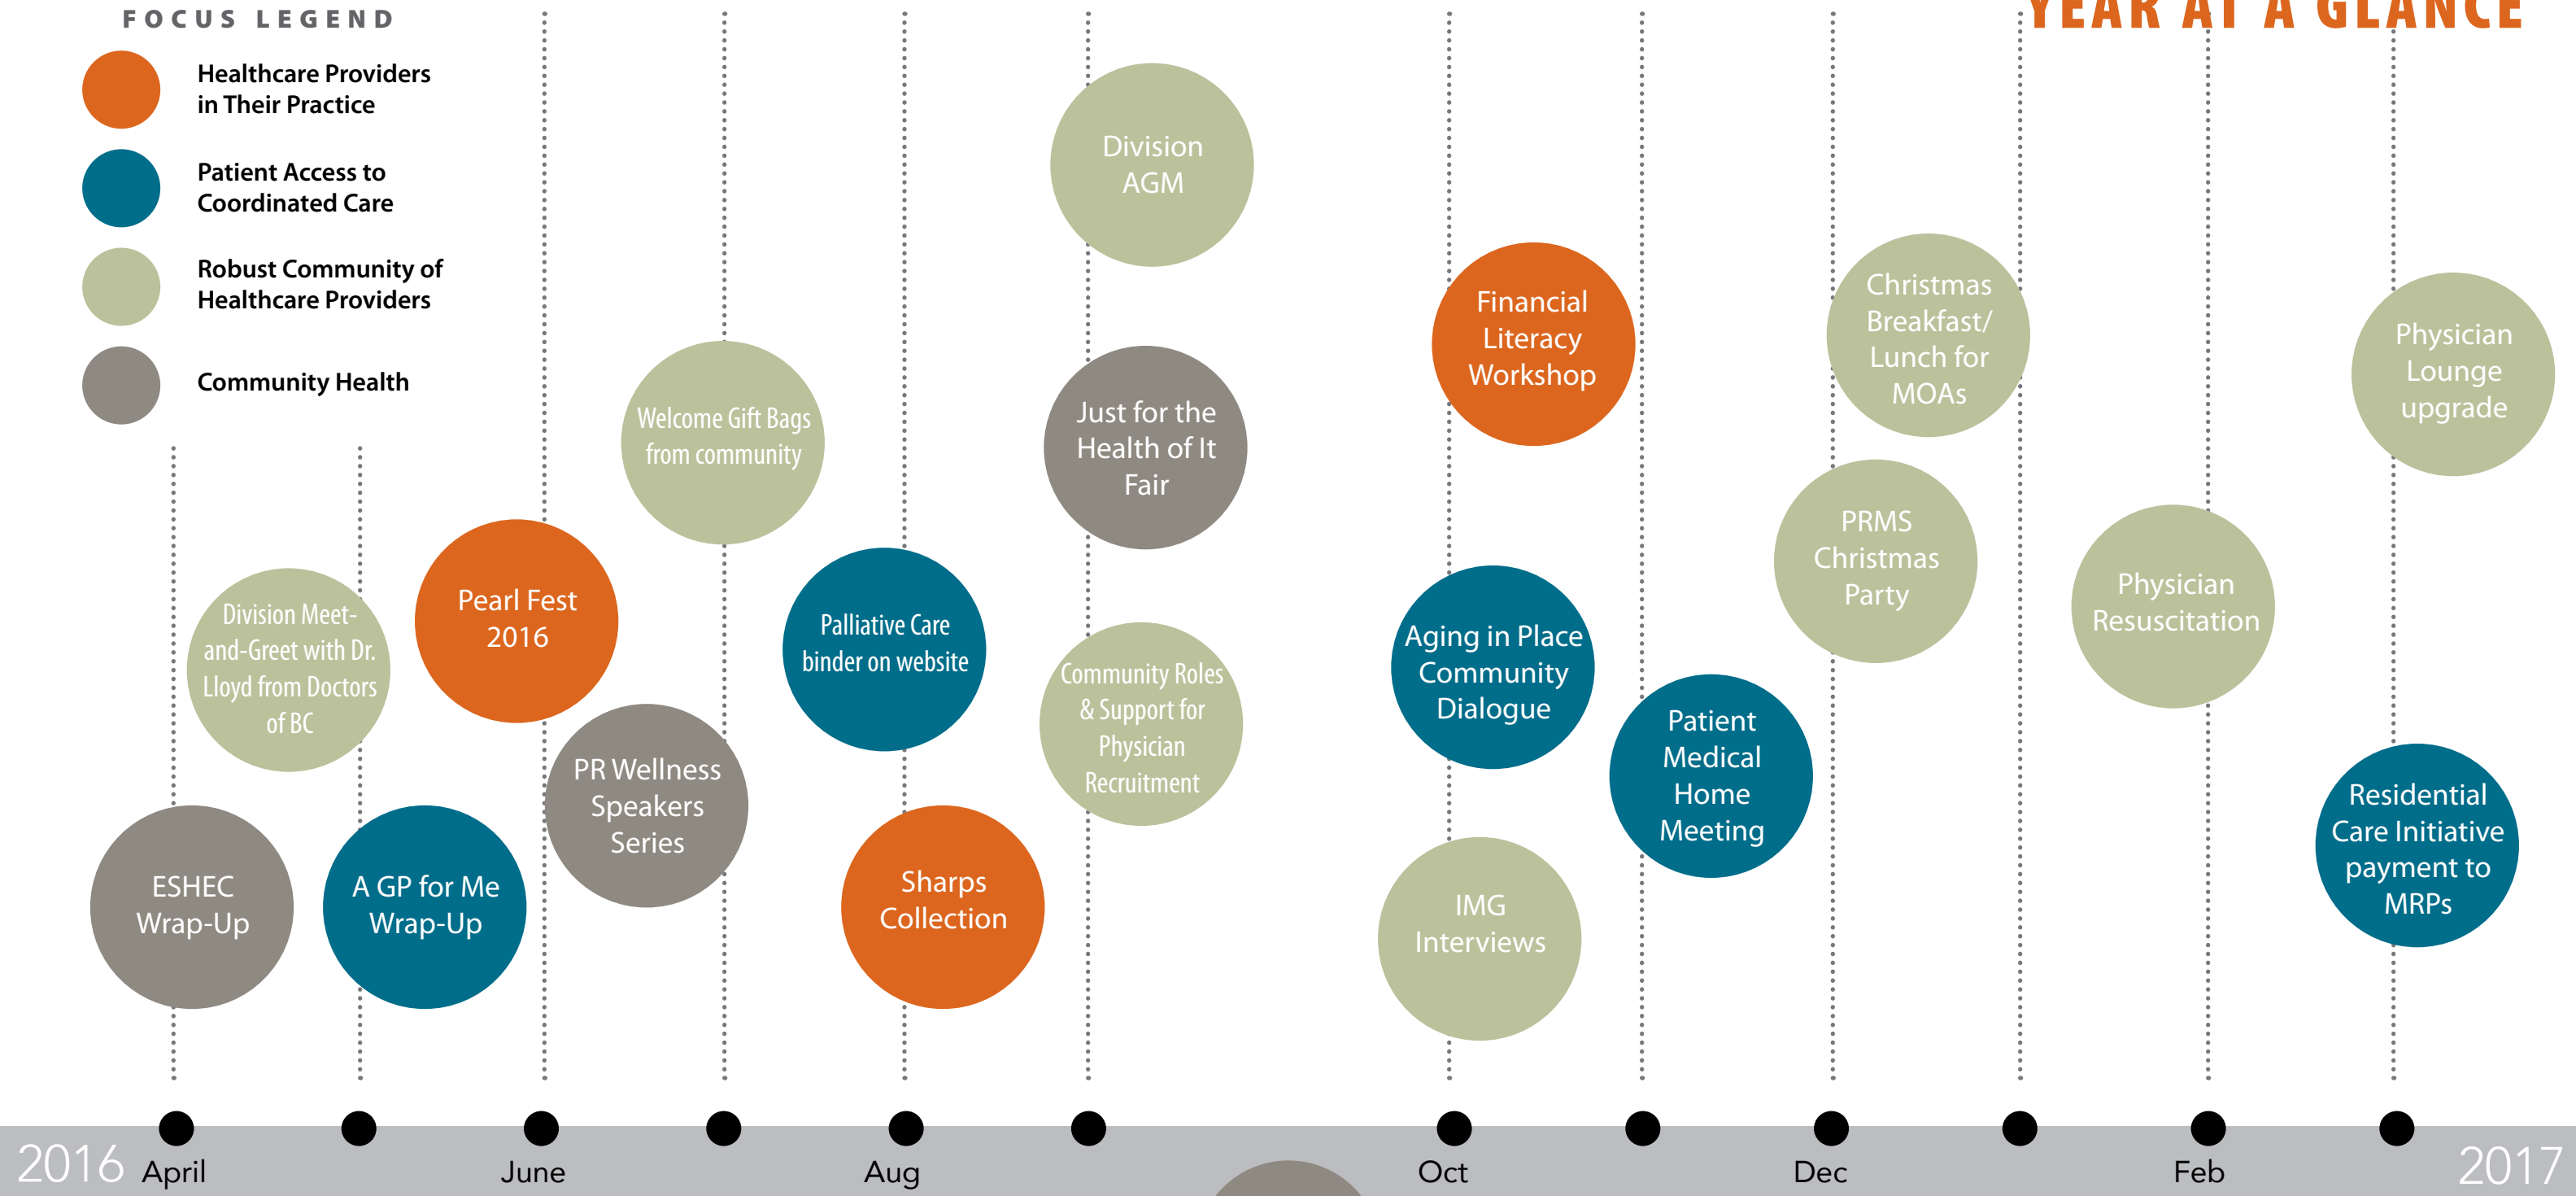 FOCUS LEGEND
YEAR AT A GLANCE
Healthcare Providers
in Their Practice
Patient Access to
Coordinated Care
Robust Community of
Healthcare Providers
Community Health
ESHEC
Wrap-Up
Division Meet-
and-Greet with Dr.
Lloyd from Doctors
of BC
A GP for Me
Wrap-Up
Pearl Fest
2016
PR Wellness
Speakers
Series
Welcome Gift Bags
from community
Palliative Care
binder on website
Sharps
Collection
Division
AGM
Just for the
Health of It
Fair
Community Roles
& Support for
Physician
Recruitment
Financial
Literacy
Workshop
Aging in Place
Community
Dialogue
IMG
Interviews
Patient
Medical
Home
Meeting
Christmas
Breakfast/
Lunch for
MOAs
PRMS
Christmas
Party
Physician
Resuscitation
Physician
Lounge
upgrade
Residential
Care Initiative
payment to
MRPs
2016 April June Aug Oct Dec Feb 2017